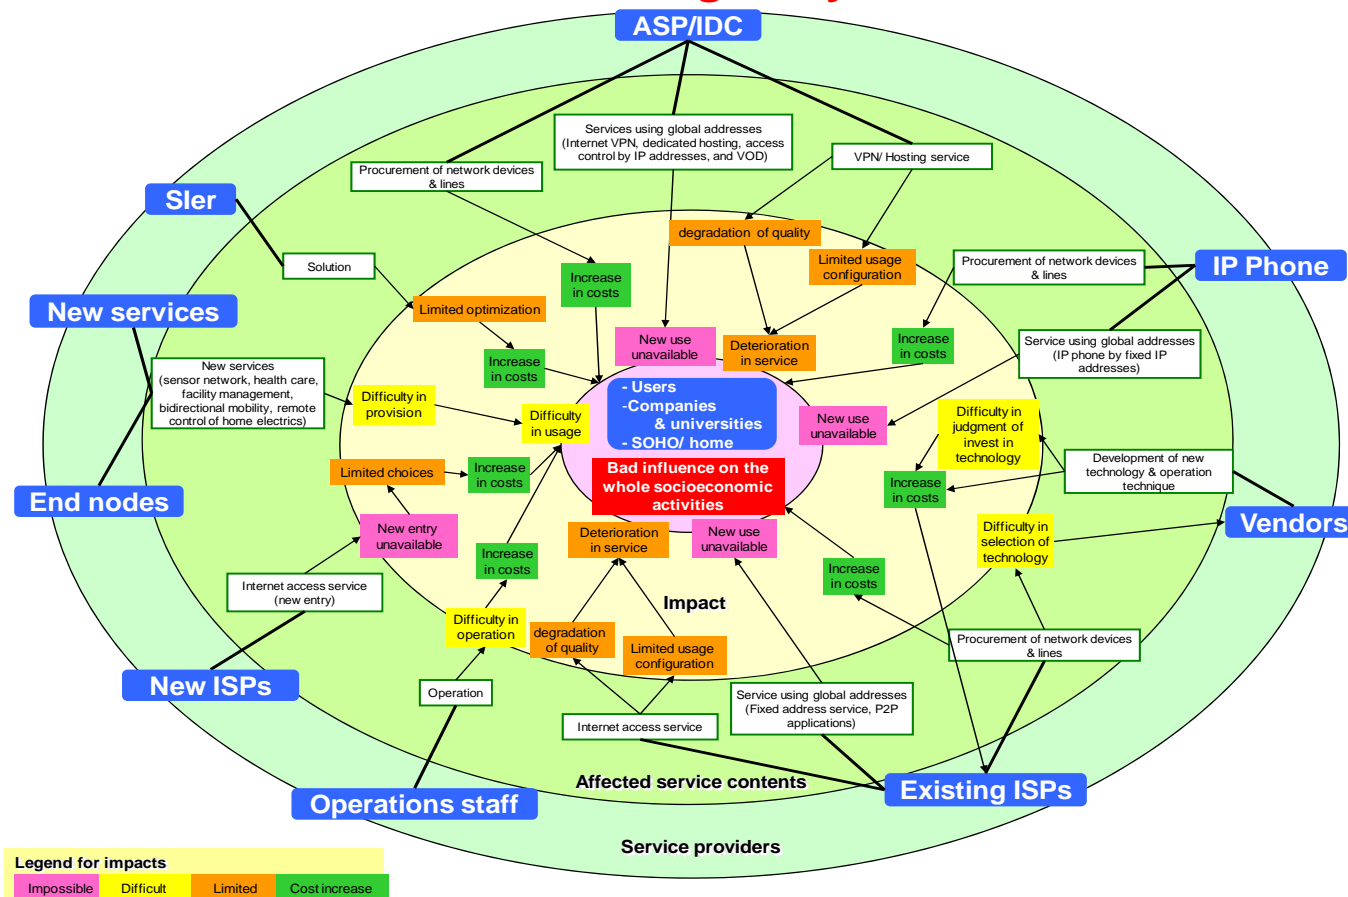 ASP/IDC
Services using global addresses
(Internet VPN, dedicated hosting, access
control by IP addresses, and VOD)
VPN/ Hosting service
Procurement of network devices
& lines
SIer
degradation of quality
Solution
Limited usage
configuration
Procurement of network devices
& lines
IP Phone
Increase
in costs
New services
Limited optimization
New use
unavailable
Deterioration
in service
Increase
in costs
Service using global addresses
(IP phone by fixed IP
addresses)
Increase
in costs
New services
(sensor network, health care,
facility management,
bidirectional mobility, remote
control of home electrics)
Difficulty in
provision
Difficulty
in usage
- Users
-Companies
& universities
- SOHO/ home
New use
unavailable
Difficulty in
judgment of
invest in
technology
Limited choices
Increase
in costs
Bad influence on the
whole socioeconomic
activities
Increase
in costs
Development of new
technology & operation
technique
End nodes
Vendors
New entry
unavailable
Deterioration
in service
New use
unavailable
Difficulty in
selection of
technology
Increase
in costs
Increase
in costs
Internet access service
(new entry)
Impact
Difficulty in
operation
degradation
of quality
Limited usage
configuration
Procurement of network devices
& lines
New ISPs
Operation
Service using global addresses
(Fixed address service, P2P
applications)
Internet access service
Affected service contents
Existing ISPs
Operations staff
Service providers
Legend for impacts
Impossible Difficult Limited Cost increase